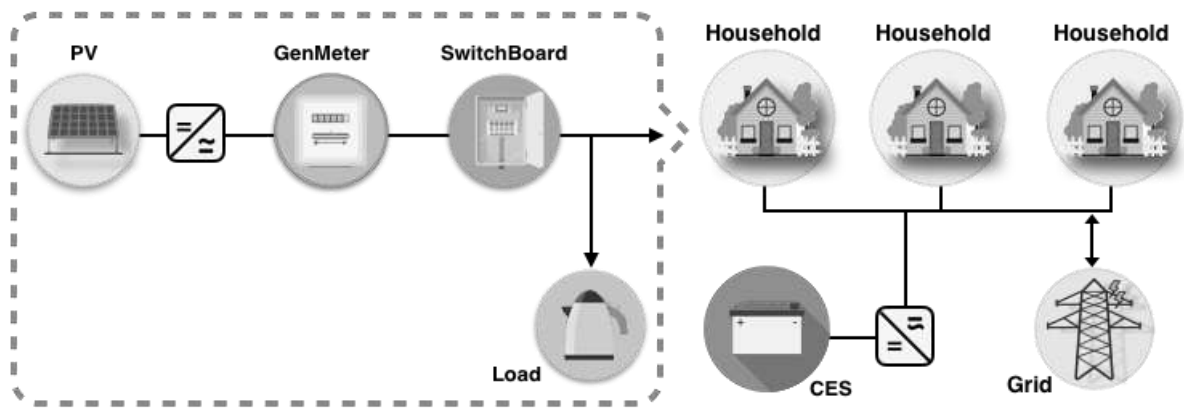 PV
GenMeter
SwitchBoard
Load
Household
Household
Household
CES
Grid